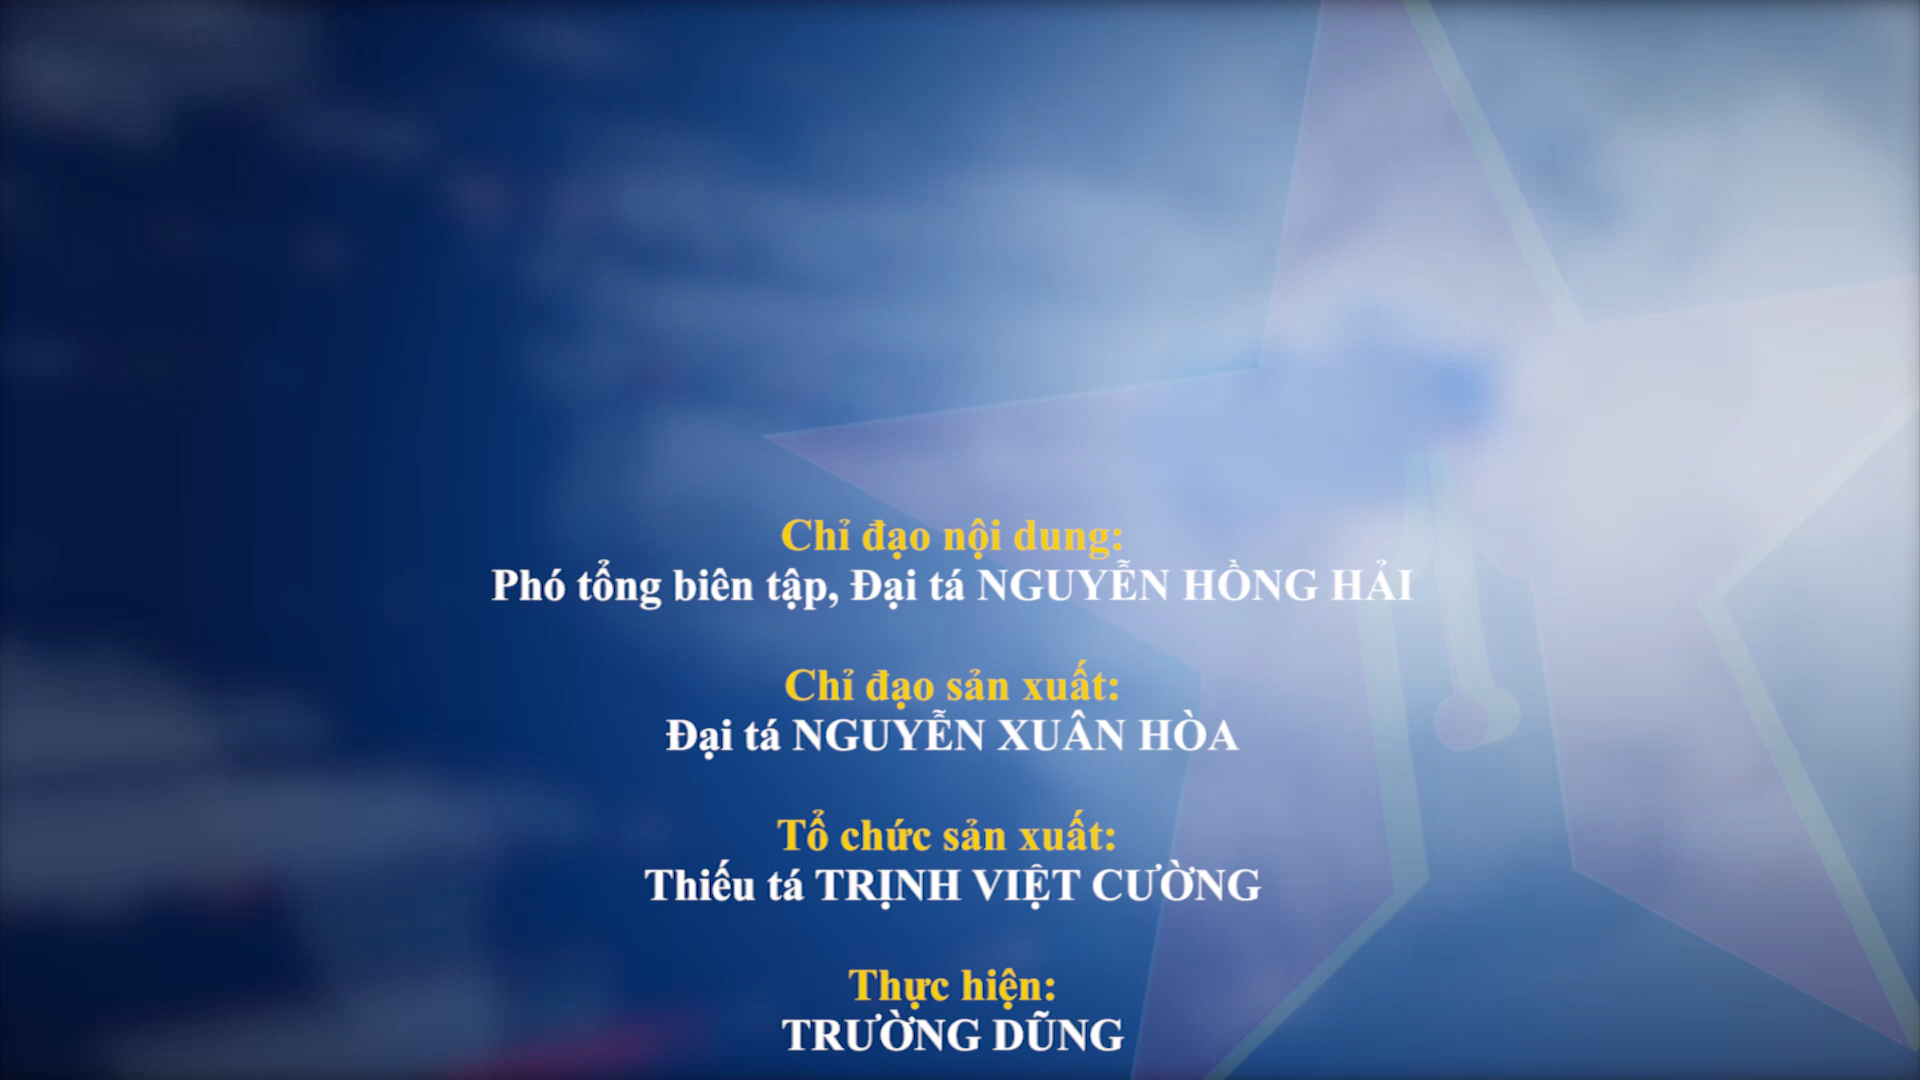 Chỉ đạo nội dung:
Phó tổng biên tập, Đại tá NGUYỄN HỒNG HẢI
Chỉ đạo sản xuất:
Đại tá NGUYỄN XUÂN HÒA
Tổ chức sản xuất:
Thiếu tá TRỊNH VIỆT CƯỜNG
Thực hiện:
TRƯỜNG DŨNG